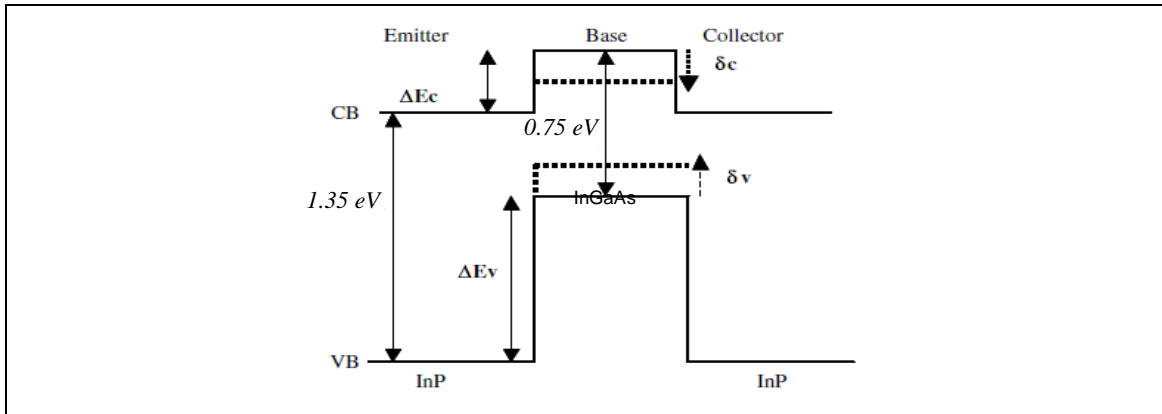 Emitter Base Collector
δc
ΔEc
CB
0.75 eV
δv
1.35 eV
InGaAs
ΔEv
VB
InP InP